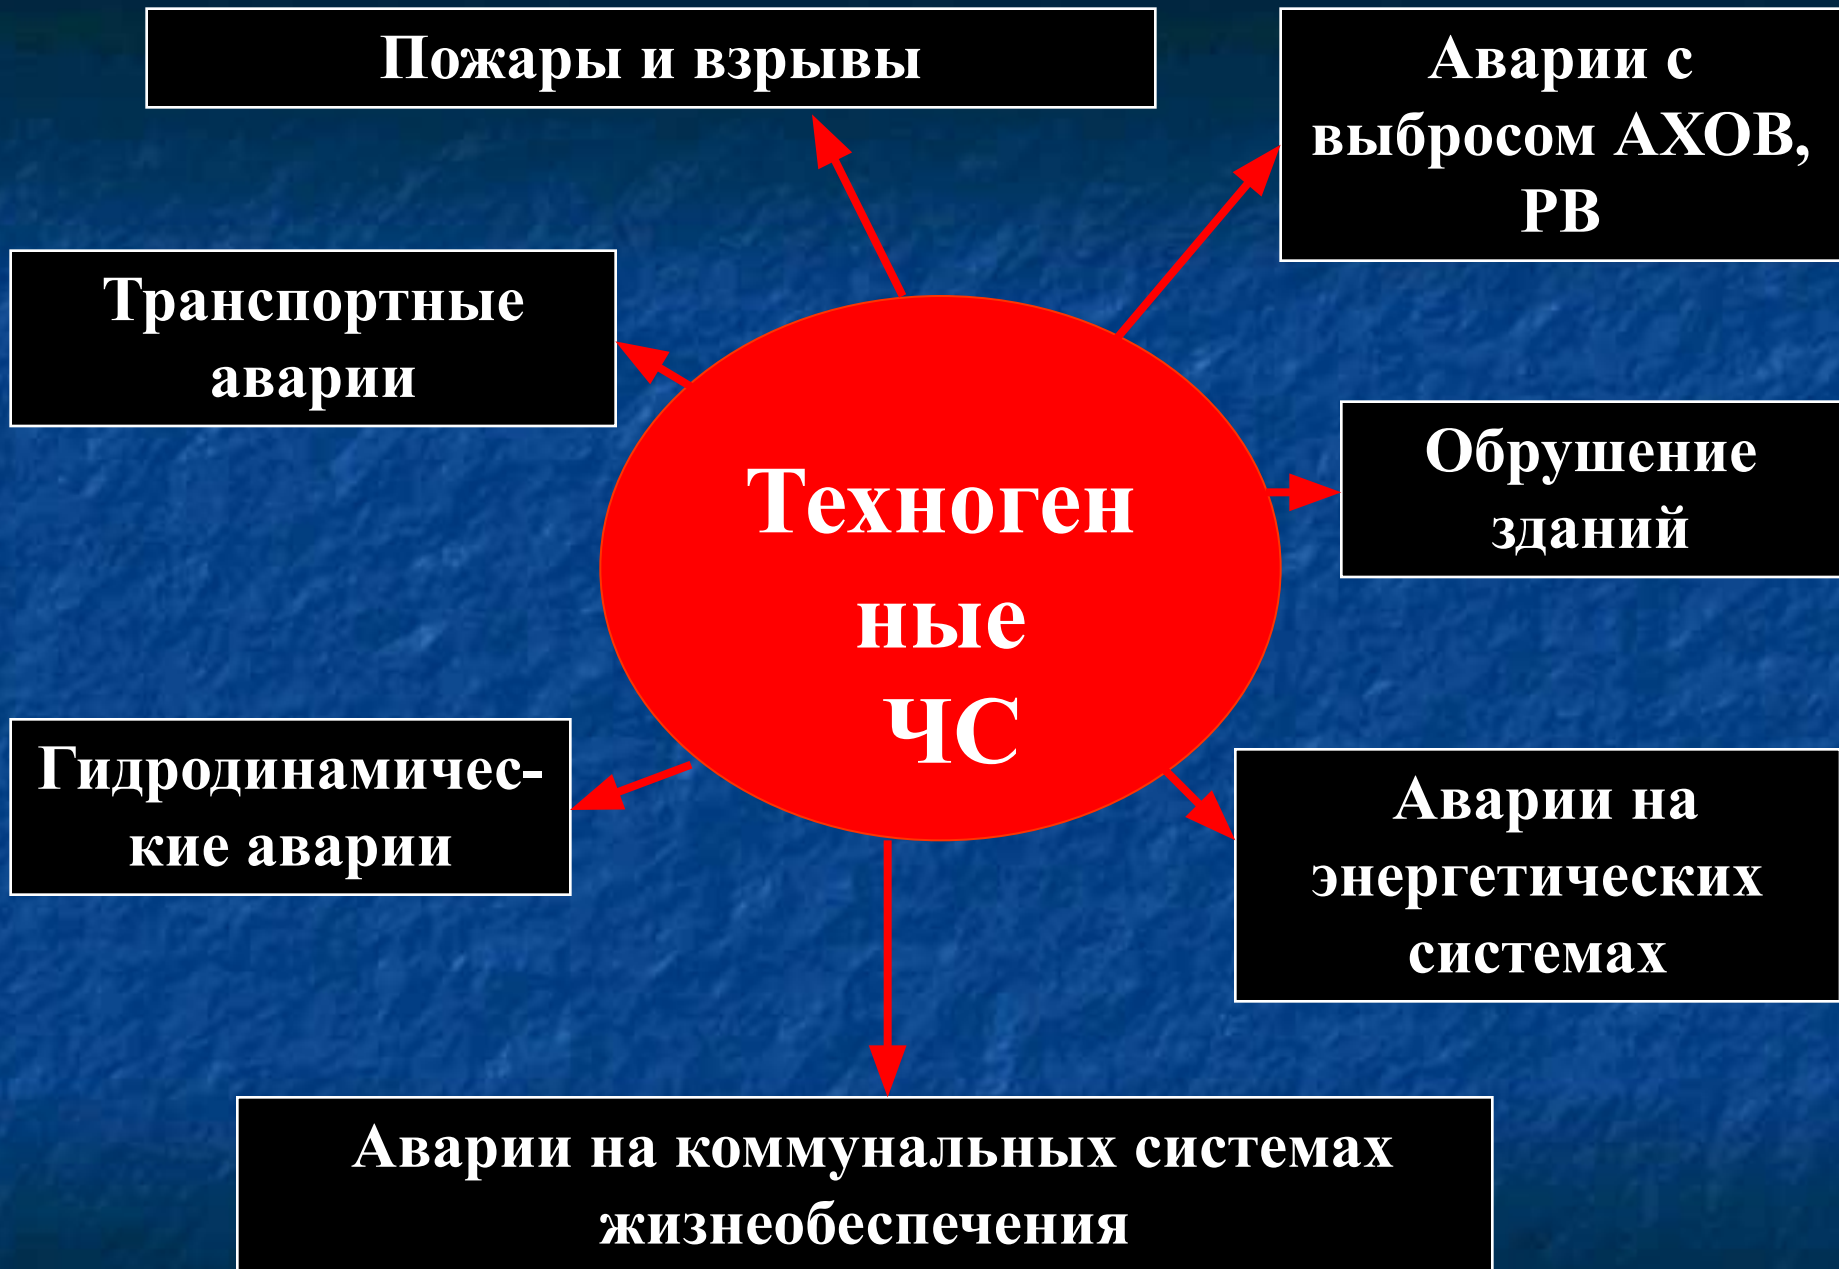 Пожары и взрывы
Аварии с
выбросом АХОВ,
РВ
Транспортные
аварии
Обрушение
зданий
Техноген
ные
ЧС
Гидродинамичес-
кие аварии
Аварии на
энергетических
системах
Аварии на коммунальных системах
жизнеобеспечения